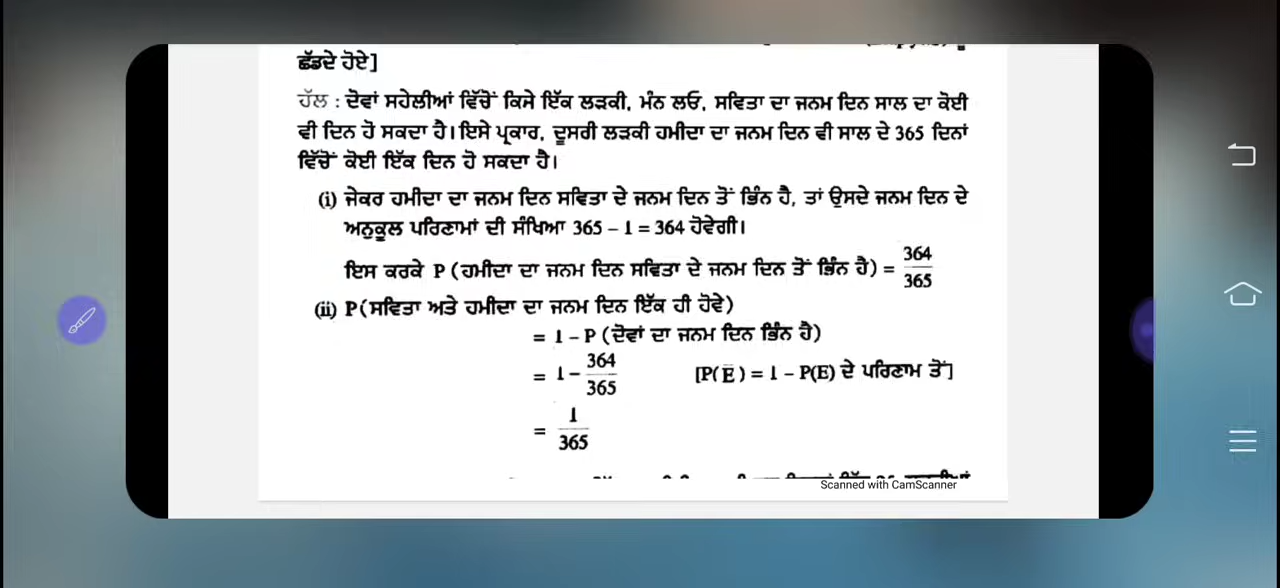 ਛੱਡਦੇ ਹੋਏ]
ਹੱਲ : ਦੋਵਾਂ ਸਹੇਲੀਆਂ ਵਿੱਚੋਂ ਕਿਸੇ ਇੱਕ ਲੜਕੀ, ਮੰਨ ਲਓ, ਸਵਿਤਾ ਦਾ ਜਨਮ ਦਿਨ ਸਾਲ ਦਾ ਕੋਈ
ਵੀ ਦਿਨ ਹੋ ਸਕਦਾ ਹੈ। ਇਸੇ ਪ੍ਰਕਾਰ, ਦੂਸਰੀ ਲੜਕੀ ਹਮੀਦਾ ਦਾ ਜਨਮ ਦਿਨ ਵੀ ਸਾਲ ਦੇ 365 ਦਿਨਾਂ
ਵਿੱਚੋਂ ਕੋਈ ਇੱਕ ਦਿਨ ਹੋ ਸਕਦਾ ਹੈ।
(i) ਜੇਕਰ ਹਮੀਦਾ ਦਾ ਜਨਮ ਦਿਨ ਸਵਿਤਾ ਦੇ ਜਨਮ ਦਿਨ ਤੋਂ ਭਿੰਨ ਹੈ, ਤਾਂ ਉਸਦੇ ਜਨਮ ਦਿਨ ਦੇ
ਅਨੁਕੂਲ ਪਰਿਣਾਮਾਂ ਦੀ ਸੰਖਿਆ 365 – 1 = 364 ਹੋਵੇਗੀ।
ਇਸ ਕਰਕੇ P (ਹਮੀਦਾ ਦਾ ਜਨਮ ਦਿਨ ਸਵਿਤਾ ਦੇ ਜਨਮ ਦਿਨ ਤੋਂ ਭਿੰਨ ਹੈ) = 364/365
(ii) P(ਸਵਿਤਾ ਅਤੇ ਹਮੀਦਾ ਦਾ ਜਨਮ ਦਿਨ ਇੱਕ ਹੀ ਹੋਵੇ)
= 1 – P (ਦੋਵਾਂ ਦਾ ਜਨਮ ਦਿਨ ਭਿੰਨ ਹੈ)
= 1 – 364/365 [P(Ē) = 1 – P(E) ਦੇ ਪਰਿਣਾਮ ਤੋਂ]
= 1/365
Scanned with CamScanner